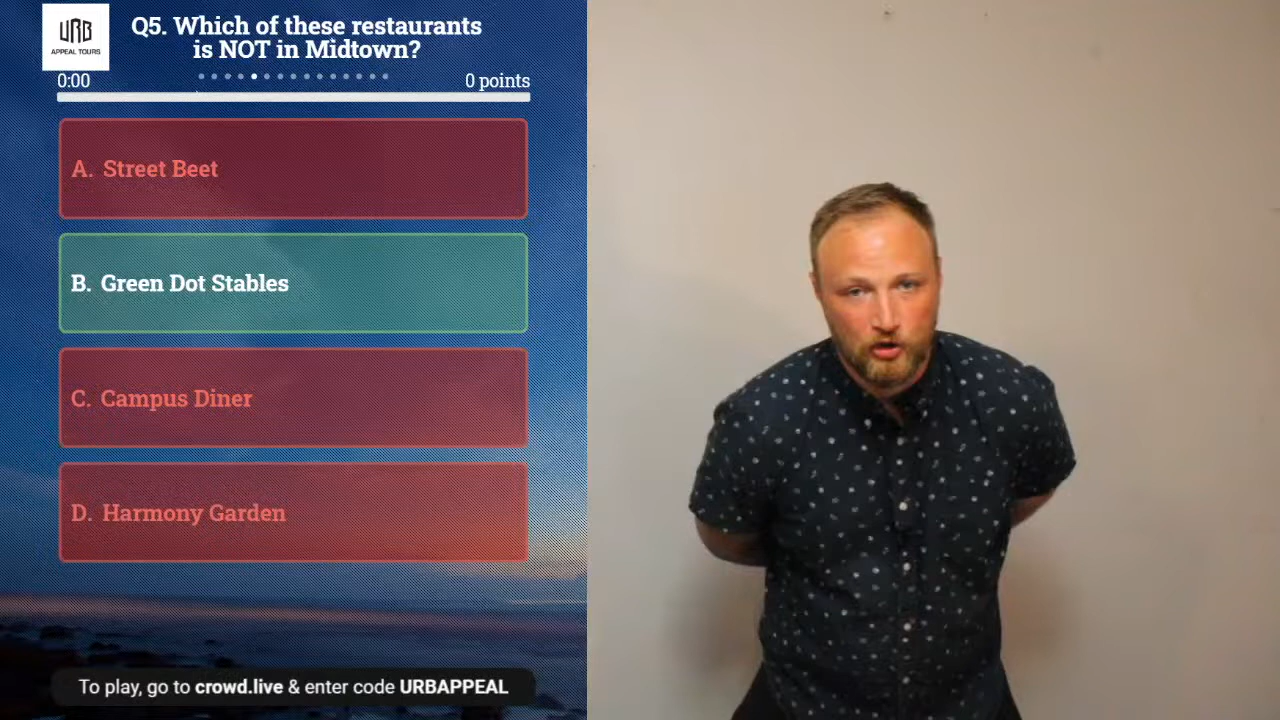 URB
APPEAL TOURS
Q5. Which of these restaurants
is NOT in Midtown?
0:00
0 points
A. Street Beet
B. Green Dot Stables
C. Campus Diner
D. Harmony Garden
To play, go to crowd.live & enter code URBAPPEAL